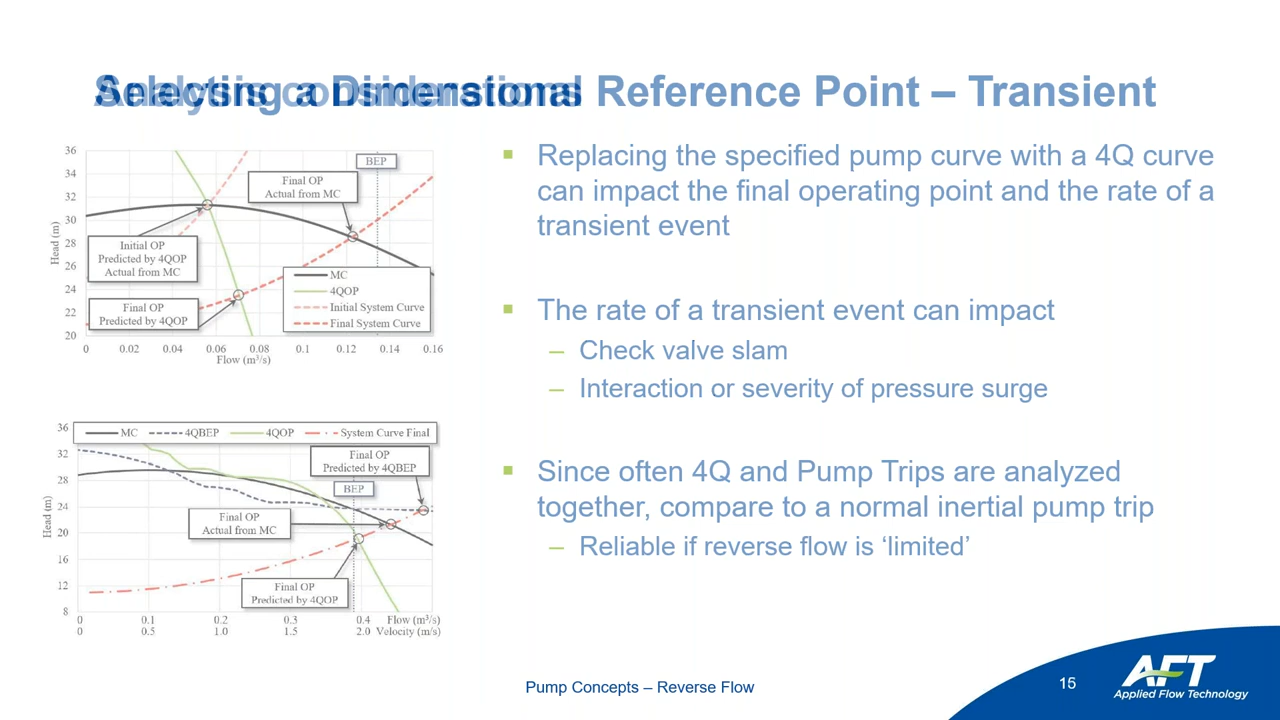 Selecting a Dimensional Reference Point – Transient
36
34
32
30
28
26
24
22
20
Head (m)
0 0.02 0.04 0.06 0.08 0.1 0.12 0.14 0.16
Flow (m³/s)
BEP
Final OP
Actual from MC
Initial OP
Predicted by 4QOP
Actual from MC
Final OP
Predicted by 4QOP
MC
4QOP
Initial System Curve
Final System Curve
36
32
28
24
20
16
12
8
Head (m)
MC 4QBEP 4QOP System Curve Final
Final OP
Predicted by 4QBEP
BEP
Final OP
Actual from MC
Final OP
Predicted by 4QOP
0 0.1 0.2 0.3 0.4 Flow (m³/s)
0 0.5 1.0 1.5 2.0 Velocity (m/s)
▪ Replacing the specified pump curve with a 4Q curve
can impact the final operating point and the rate of a
transient event
▪ The rate of a transient event can impact
– Check valve slam
– Interaction or severity of pressure surge
▪ Since often 4Q and Pump Trips are analyzed
together, compare to a normal inertial pump trip
– Reliable if reverse flow is ‘limited’
Pump Concepts – Reverse Flow
15
AFT
Applied Flow Technology